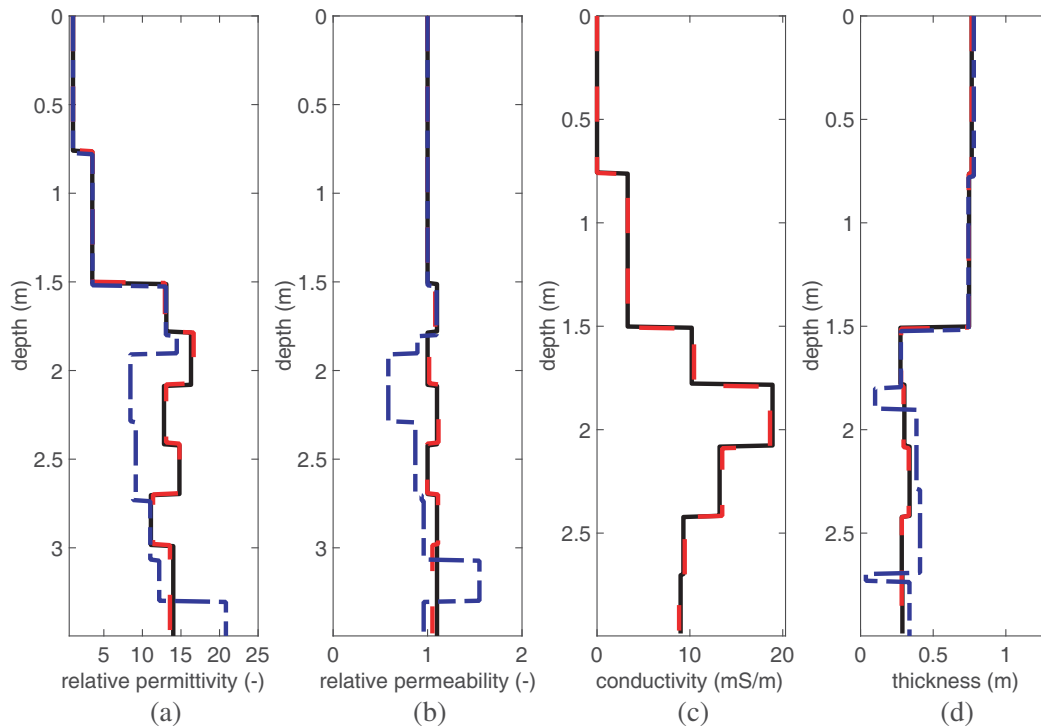 0
0.5
1
1.5
2
2.5
3
depth (m)
5 10 15 20 25
relative permittivity (-)
(a)
0
0.5
1
1.5
2
2.5
3
depth (m)
0 1 2
relative permeability (-)
(b)
0
0.5
1
1.5
2
2.5
depth (m)
0 10 20
conductivity (mS/m)
(c)
0
0.5
1
1.5
2
2.5
depth (m)
0 0.5 1
thickness (m)
(d)